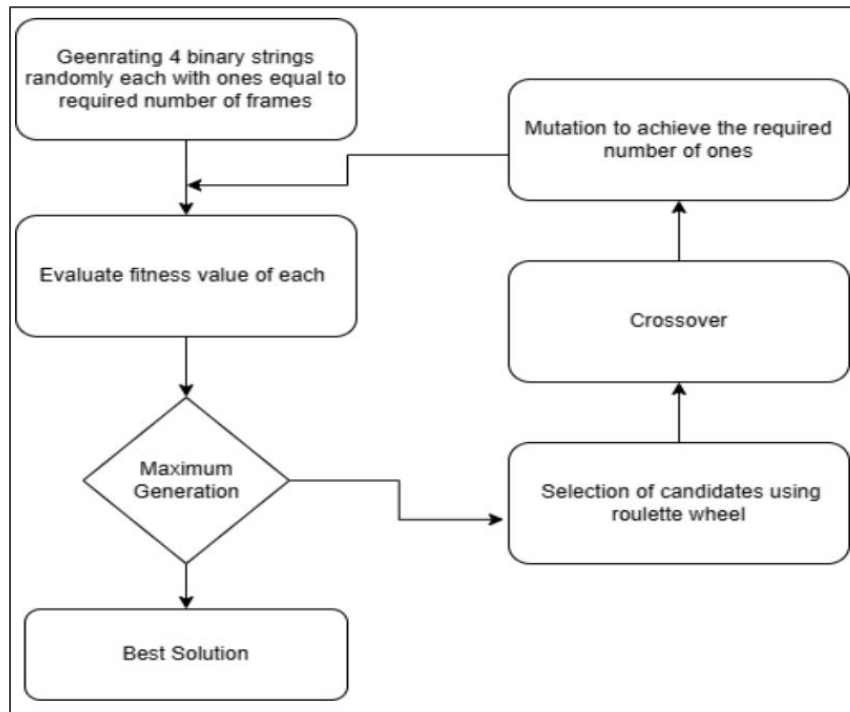 Geenrating 4 binary strings
randomly each with ones equal to
required number of frames
Evaluate fitness value of each
Maximum
Generation
Best Solution
Selection of candidates using
roulette wheel
Crossover
Mutation to achieve the required
number of ones